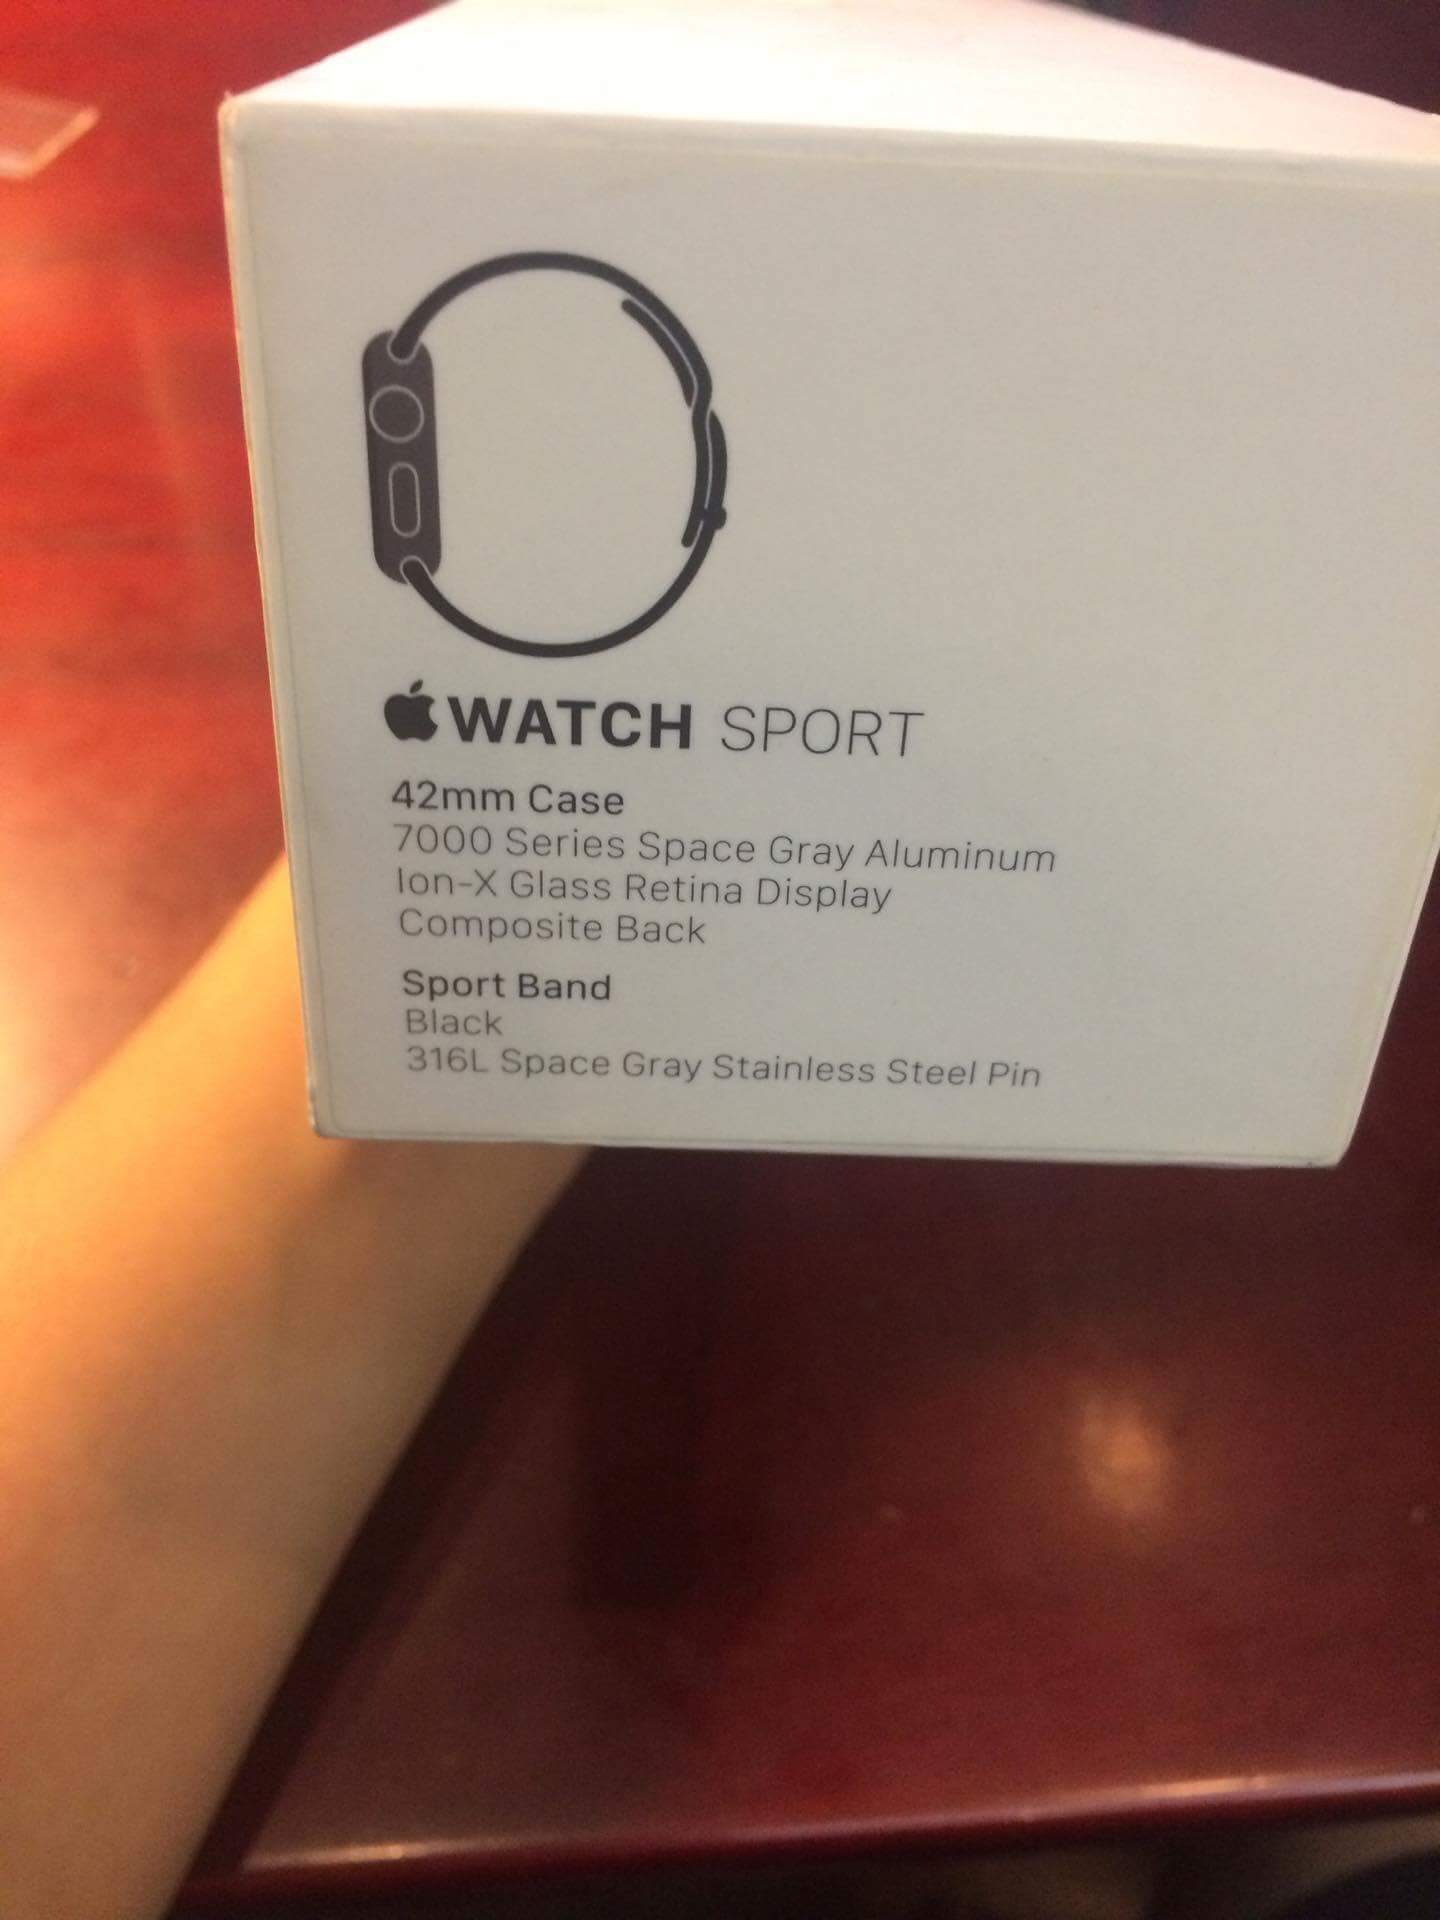 WATCH SPORT
42mm Case
7000 Series Space Gray Aluminum
Ion-X Glass Retina Display
Composite Back
Sport Band
Black
316L Space Gray Stainless Steel Pin